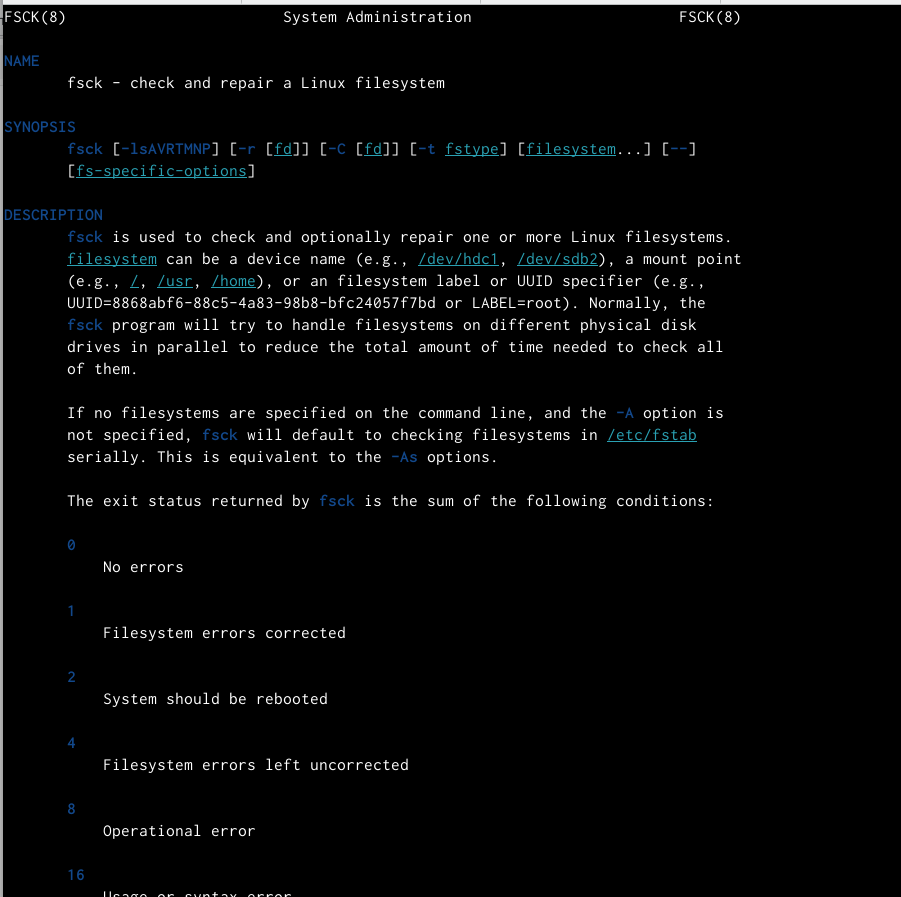 FSCK(8) System Administration FSCK(8)
NAME
fsck - check and repair a Linux filesystem
SYNOPSIS
fsck [-lsAVRTMNP] [-r [fd]] [-C [fd]] [-t fstype] [filesystem...] [--]
[fs-specific-options]
DESCRIPTION
fsck is used to check and optionally repair one or more Linux filesystems.
filesystem can be a device name (e.g., /dev/hdc1, /dev/sdb2), a mount point
(e.g., /, /usr, /home), or an filesystem label or UUID specifier (e.g.,
UUID=8868abf6-88c5-4a83-98b8-bfc24057f7bd or LABEL=root). Normally, the
fsck program will try to handle filesystems on different physical disk
drives in parallel to reduce the total amount of time needed to check all
of them.
If no filesystems are specified on the command line, and the -A option is
not specified, fsck will default to checking filesystems in /etc/fstab
serially. This is equivalent to the -As options.
The exit status returned by fsck is the sum of the following conditions:
0
No errors
1
Filesystem errors corrected
2
System should be rebooted
4
Filesystem errors left uncorrected
8
Operational error
16
Usage or syntax error